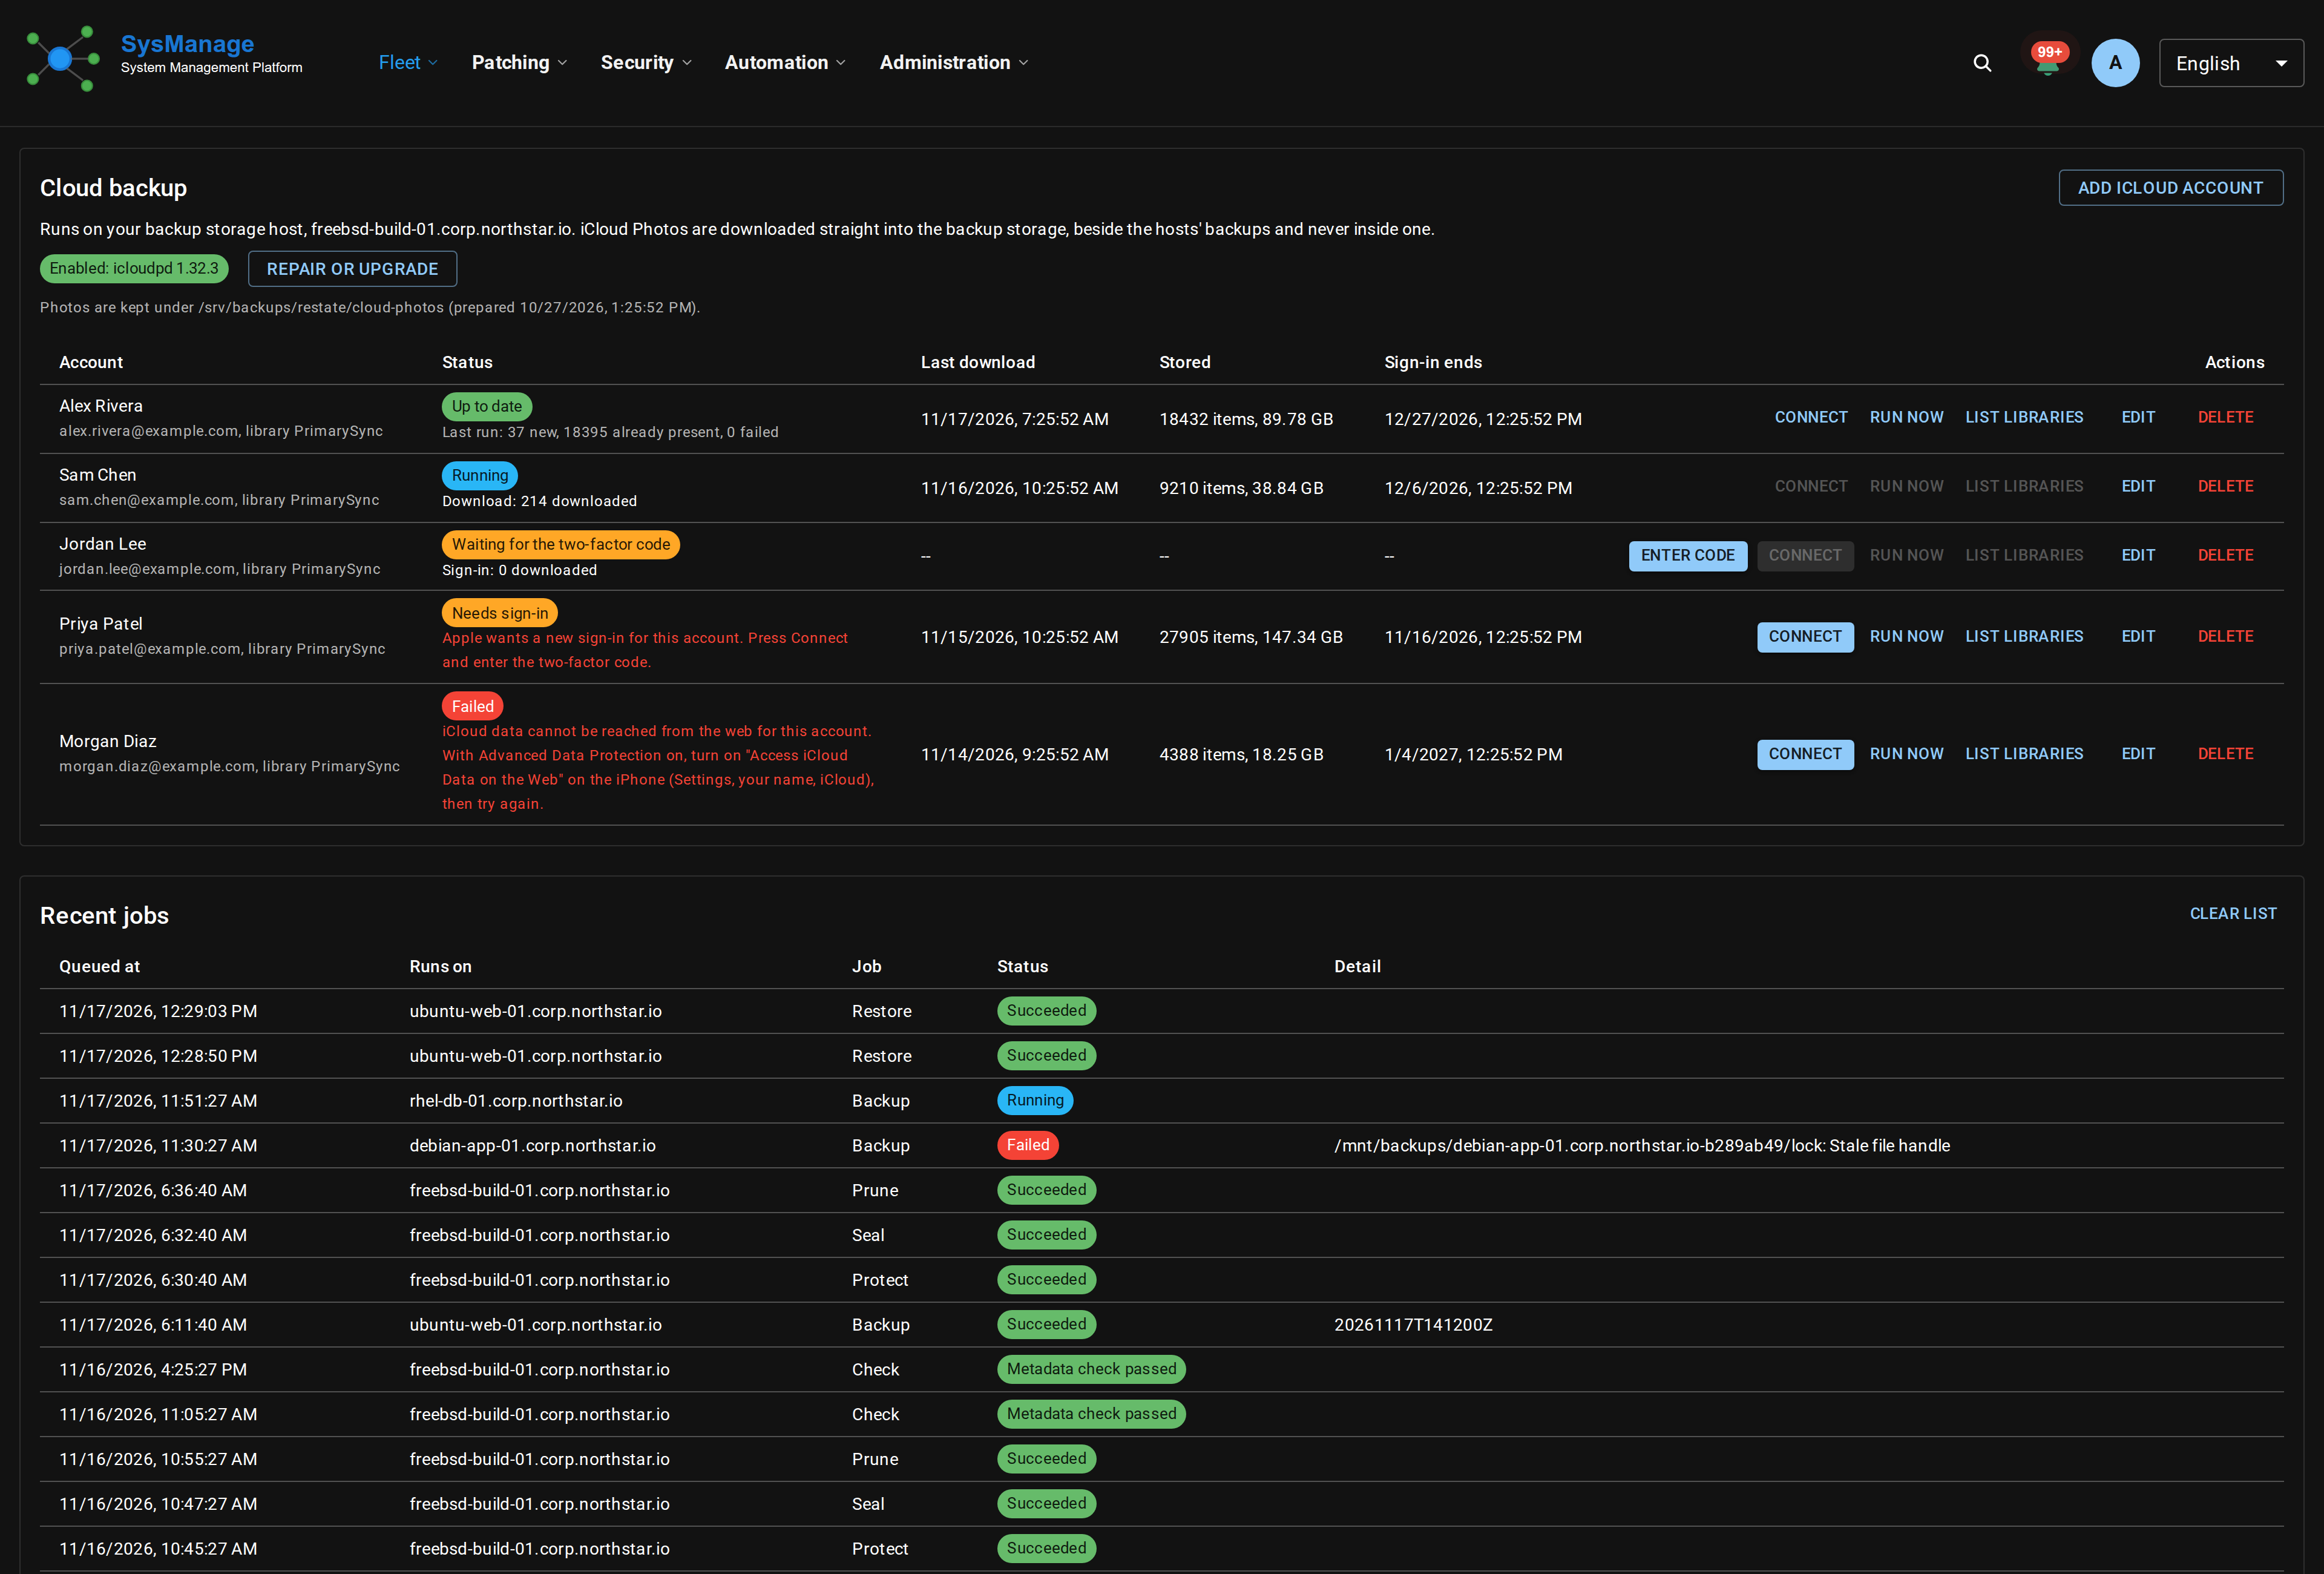 SysManage
System Management Platform
Fleet
Patching
Security
Automation
Administration
99+
A
English
Cloud backup
ADD ICLOUD ACCOUNT
Runs on your backup storage host, freebsd-build-01.corp.northstar.io. iCloud Photos are downloaded straight into the backup storage, beside the hosts' backups and never inside one.
Enabled: icloudpd 1.32.3
REPAIR OR UPGRADE
Photos are kept under /srv/backups/restate/cloud-photos (prepared 10/27/2026, 1:25:52 PM).
Account Status Last download Stored Sign-in ends Actions
Alex Rivera
alex.rivera@example.com, library PrimarySync
Up to date
Last run: 37 new, 18395 already present, 0 failed
11/17/2026, 7:25:52 AM 18432 items, 89.78 GB 12/27/2026, 12:25:52 PM CONNECT RUN NOW LIST LIBRARIES EDIT DELETE
Sam Chen
sam.chen@example.com, library PrimarySync
Running
Download: 214 downloaded
11/16/2026, 10:25:52 AM 9210 items, 38.84 GB 12/6/2026, 12:25:52 PM CONNECT RUN NOW LIST LIBRARIES EDIT DELETE
Jordan Lee
jordan.lee@example.com, library PrimarySync
Waiting for the two-factor code
Sign-in: 0 downloaded
-- -- -- ENTER CODE CONNECT RUN NOW LIST LIBRARIES EDIT DELETE
Priya Patel
priya.patel@example.com, library PrimarySync
Needs sign-in
Apple wants a new sign-in for this account. Press Connect
and enter the two-factor code.
11/15/2026, 10:25:52 AM 27905 items, 147.34 GB 11/16/2026, 12:25:52 PM CONNECT RUN NOW LIST LIBRARIES EDIT DELETE
Morgan Diaz
morgan.diaz@example.com, library PrimarySync
Failed
iCloud data cannot be reached from the web for this account.
With Advanced Data Protection on, turn on "Access iCloud
Data on the Web" on the iPhone (Settings, your name, iCloud),
then try again.
11/14/2026, 9:25:52 AM 4388 items, 18.25 GB 1/4/2027, 12:25:52 PM CONNECT RUN NOW LIST LIBRARIES EDIT DELETE
Recent jobs
CLEAR LIST
Queued at Runs on Job Status Detail
11/17/2026, 12:29:03 PM ubuntu-web-01.corp.northstar.io Restore Succeeded
11/17/2026, 12:28:50 PM ubuntu-web-01.corp.northstar.io Restore Succeeded
11/17/2026, 11:51:27 AM rhel-db-01.corp.northstar.io Backup Running
11/17/2026, 11:30:27 AM debian-app-01.corp.northstar.io Backup Failed /mnt/backups/debian-app-01.corp.northstar.io-b289ab49/lock: Stale file handle
11/17/2026, 6:36:40 AM freebsd-build-01.corp.northstar.io Prune Succeeded
11/17/2026, 6:32:40 AM freebsd-build-01.corp.northstar.io Seal Succeeded
11/17/2026, 6:30:40 AM freebsd-build-01.corp.northstar.io Protect Succeeded
11/17/2026, 6:11:40 AM ubuntu-web-01.corp.northstar.io Backup Succeeded 20261117T141200Z
11/16/2026, 4:25:27 PM freebsd-build-01.corp.northstar.io Check Metadata check passed
11/16/2026, 11:05:27 AM freebsd-build-01.corp.northstar.io Check Metadata check passed
11/16/2026, 10:55:27 AM freebsd-build-01.corp.northstar.io Prune Succeeded
11/16/2026, 10:47:27 AM freebsd-build-01.corp.northstar.io Seal Succeeded
11/16/2026, 10:45:27 AM freebsd-build-01.corp.northstar.io Protect Succeeded